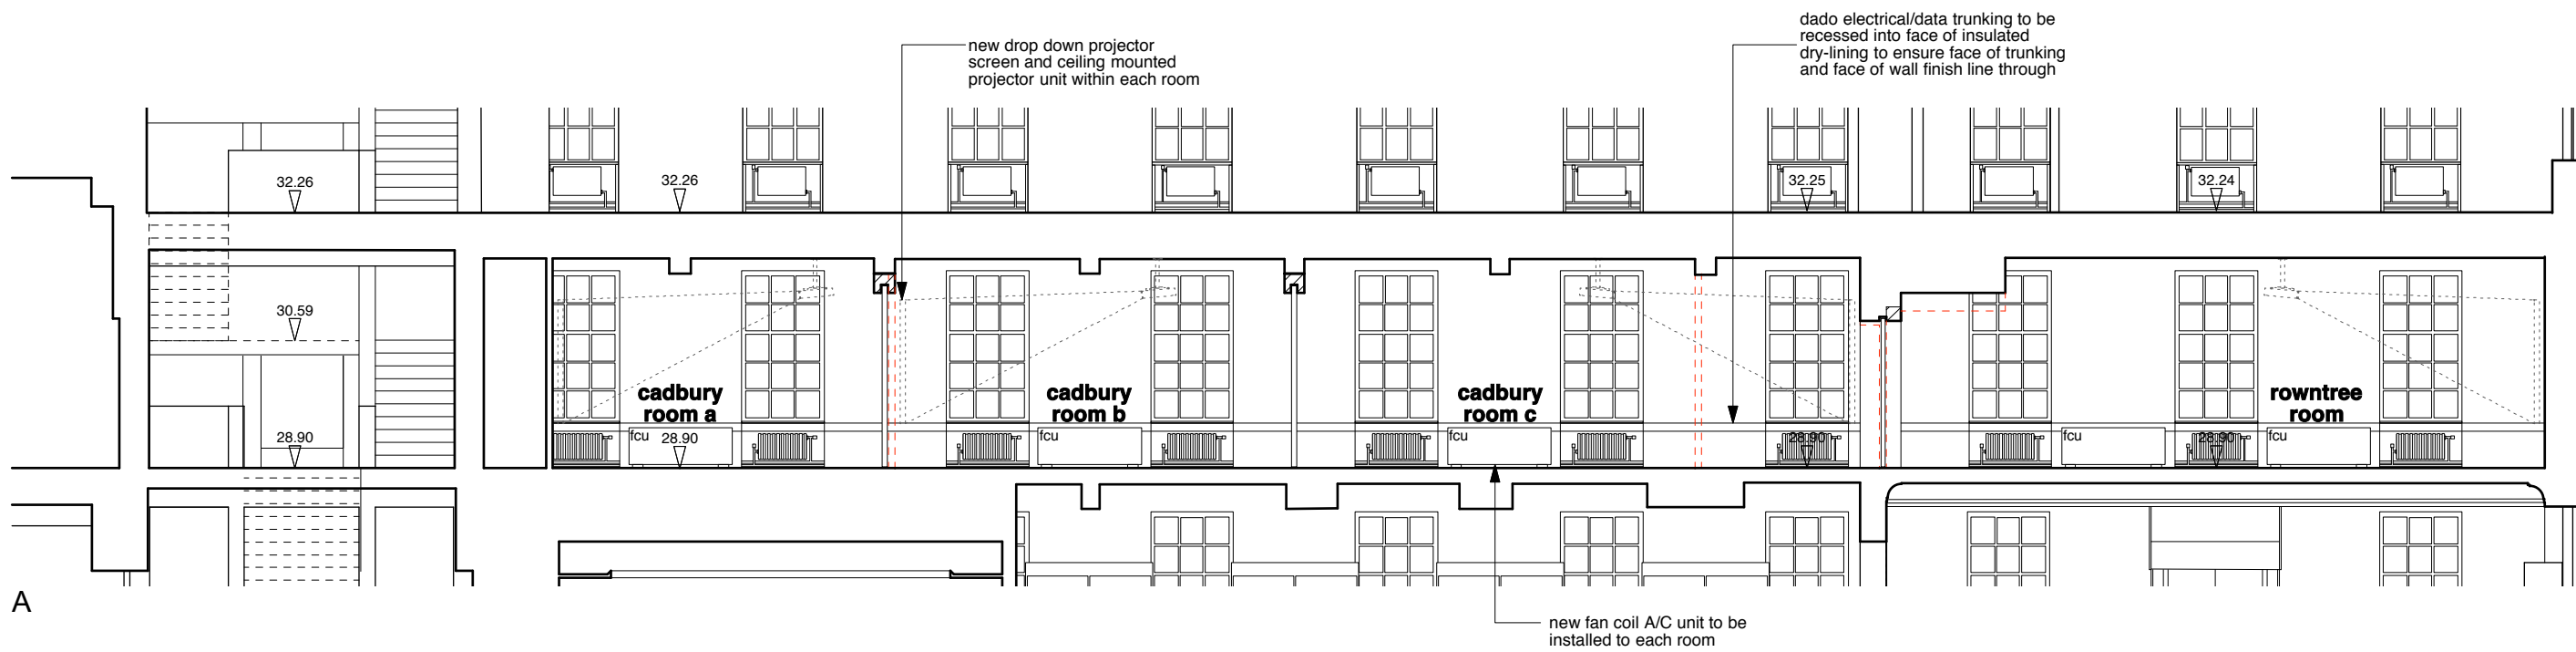 dado electrical/data trunking to be
recessed into face of insulated
dry-lining to ensure face of trunking
and face of wall finish line through
new drop down projector
screen and ceiling mounted
projector unit within each room
32.26
32.26
32.25
32.24
30.59
cadbury
room a
cadbury
room b
cadbury
room c
rowntree
room
28.90
fcu
28.90
fcu
fcu
28.90
fcu
28.90
fcu
A
new fan coil A/C unit to be
installed to each room